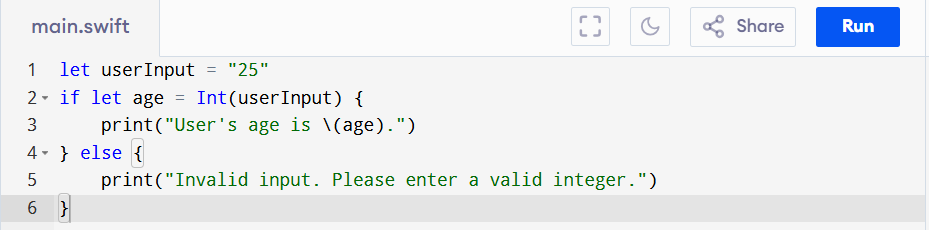 main.swift Share Run
1 let userInput = "25"
2 if let age = Int(userInput) {
3     print("User's age is \(age).")
4 } else {
5     print("Invalid input. Please enter a valid integer.")
6 }